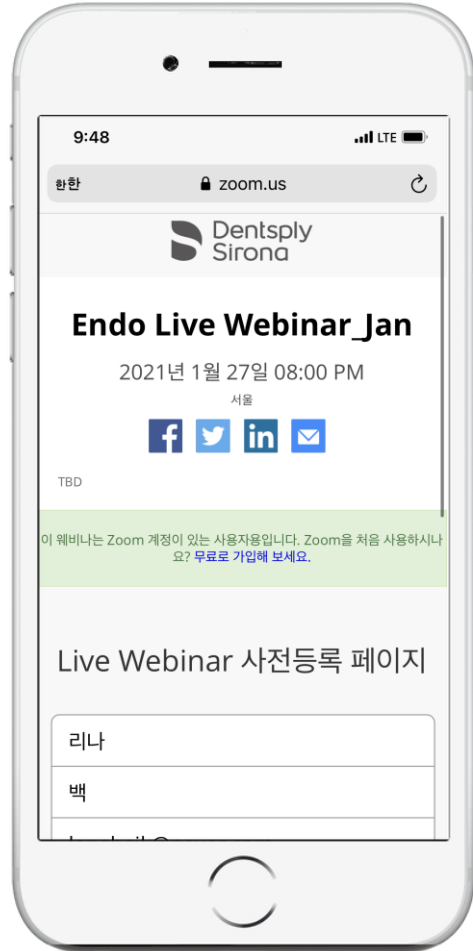 9:48
LTE
한한
zoom.us
Dentsply
Sirona
Endo Live Webinar_Jan
2021년 1월 27일 08:00 PM
서울
TBD
이 웨비나는 Zoom 계정이 있는 사용자용입니다. Zoom을 처음 사용하시나
요? 무료로 가입해 보세요.
Live Webinar 사전등록 페이지
리나
백